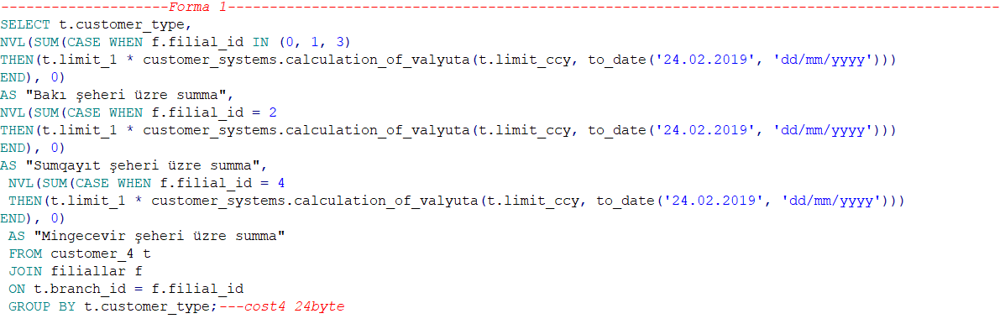 --------------------Forma 1--------------------------------------------------------------------------------------------
SELECT t.customer_type,
NVL(SUM(CASE WHEN f.filial_id IN (0, 1, 3)
THEN(t.limit_1 * customer_systems.calculation_of_valyuta(t.limit_ccy, to_date('24.02.2019', 'dd/mm/yyyy')))
END), 0)
AS "Bakı şeheri üzre summa",
NVL(SUM(CASE WHEN f.filial_id = 2
THEN(t.limit_1 * customer_systems.calculation_of_valyuta(t.limit_ccy, to_date('24.02.2019', 'dd/mm/yyyy')))
END), 0)
AS "Sumqayıt şeheri üzre summa",
 NVL(SUM(CASE WHEN f.filial_id = 4
 THEN(t.limit_1 * customer_systems.calculation_of_valyuta(t.limit_ccy, to_date('24.02.2019', 'dd/mm/yyyy')))
END), 0)
 AS "Mingecevir şeheri üzre summa"
 FROM customer_4 t
 JOIN filiallar f
 ON t.branch_id = f.filial_id
 GROUP BY t.customer_type;---cost4 24byte